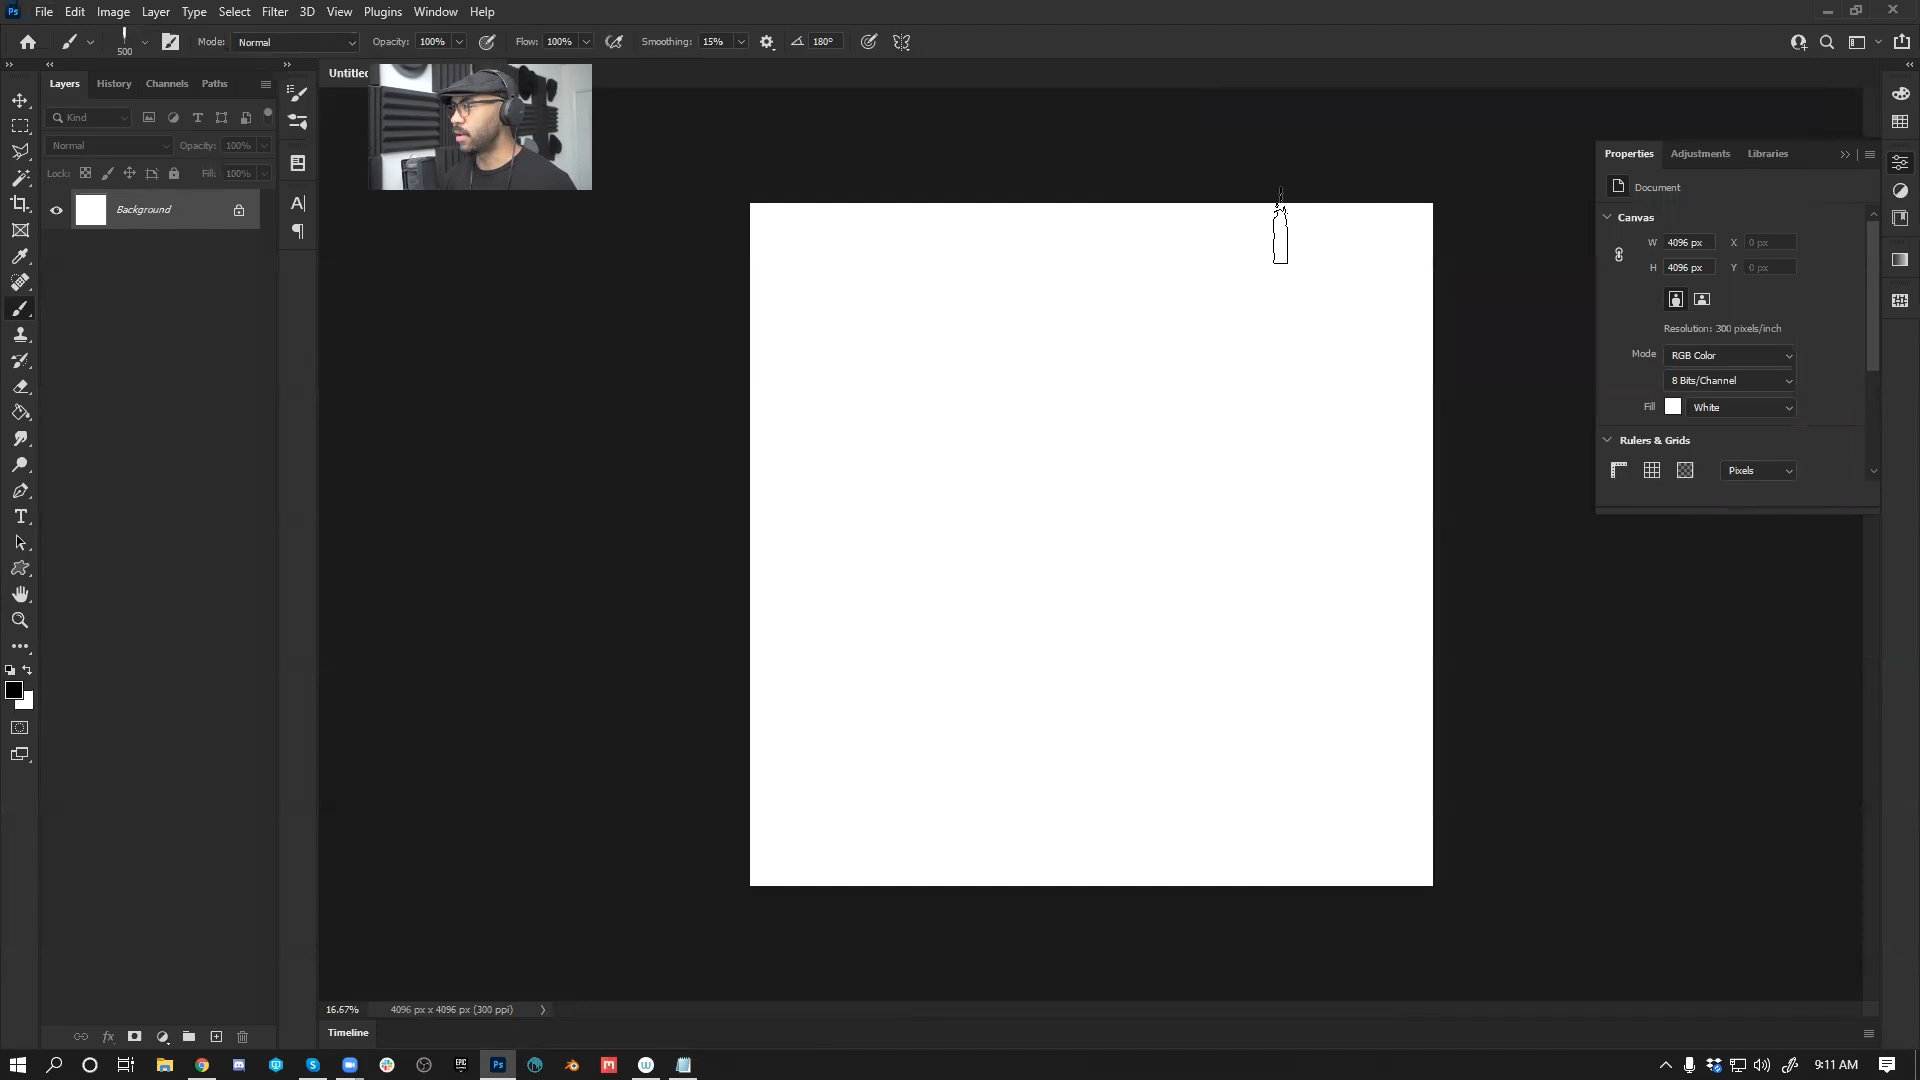 Ps File Edit Image Layer Type Select Filter 3D View Plugins Window Help
500 Mode: Normal Opacity: 100% Flow: 100% Smoothing: 15% 180°
Layers History Channels Paths
Untitled
Kind
Normal Opacity: 100%
Lock: Fill: 100%
Background
Properties Adjustments Libraries
Document
Canvas
W 4096 px X 0 px
H 4096 px Y 0 px
Resolution: 300 pixels/inch
Mode RGB Color
8 Bits/Channel
Fill White
Rulers & Grids
Pixels
16.67% 4096 px x 4096 px (300 ppi)
Timeline
9:11 AM